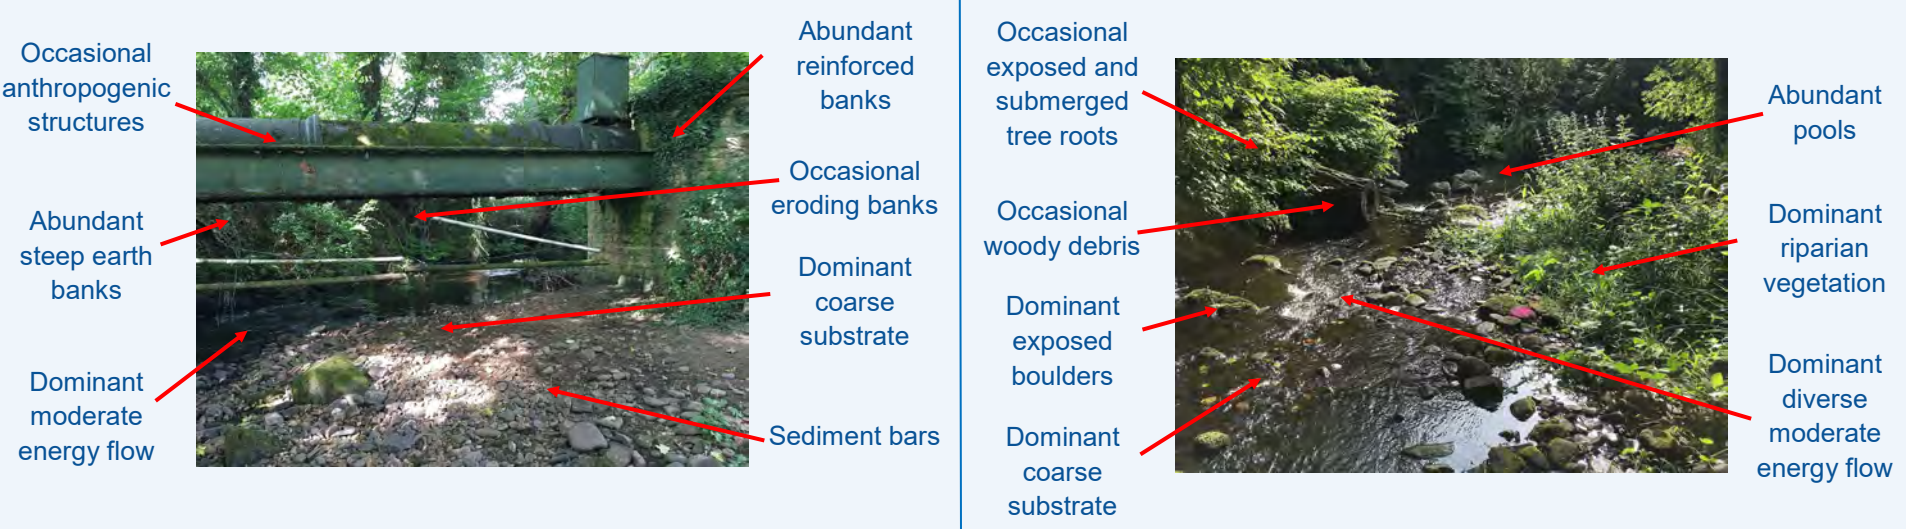 Occasional
anthropogenic
structures
Abundant
steep earth
banks
Dominant
moderate
energy flow
Abundant
reinforced
banks
Occasional
eroding banks
Dominant
coarse
substrate
Sediment bars
Occasional
exposed and
submerged
tree roots
Occasional
woody debris
Dominant
exposed
boulders
Dominant
coarse
substrate
Abundant
pools
Dominant
riparian
vegetation
Dominant
diverse
moderate
energy flow